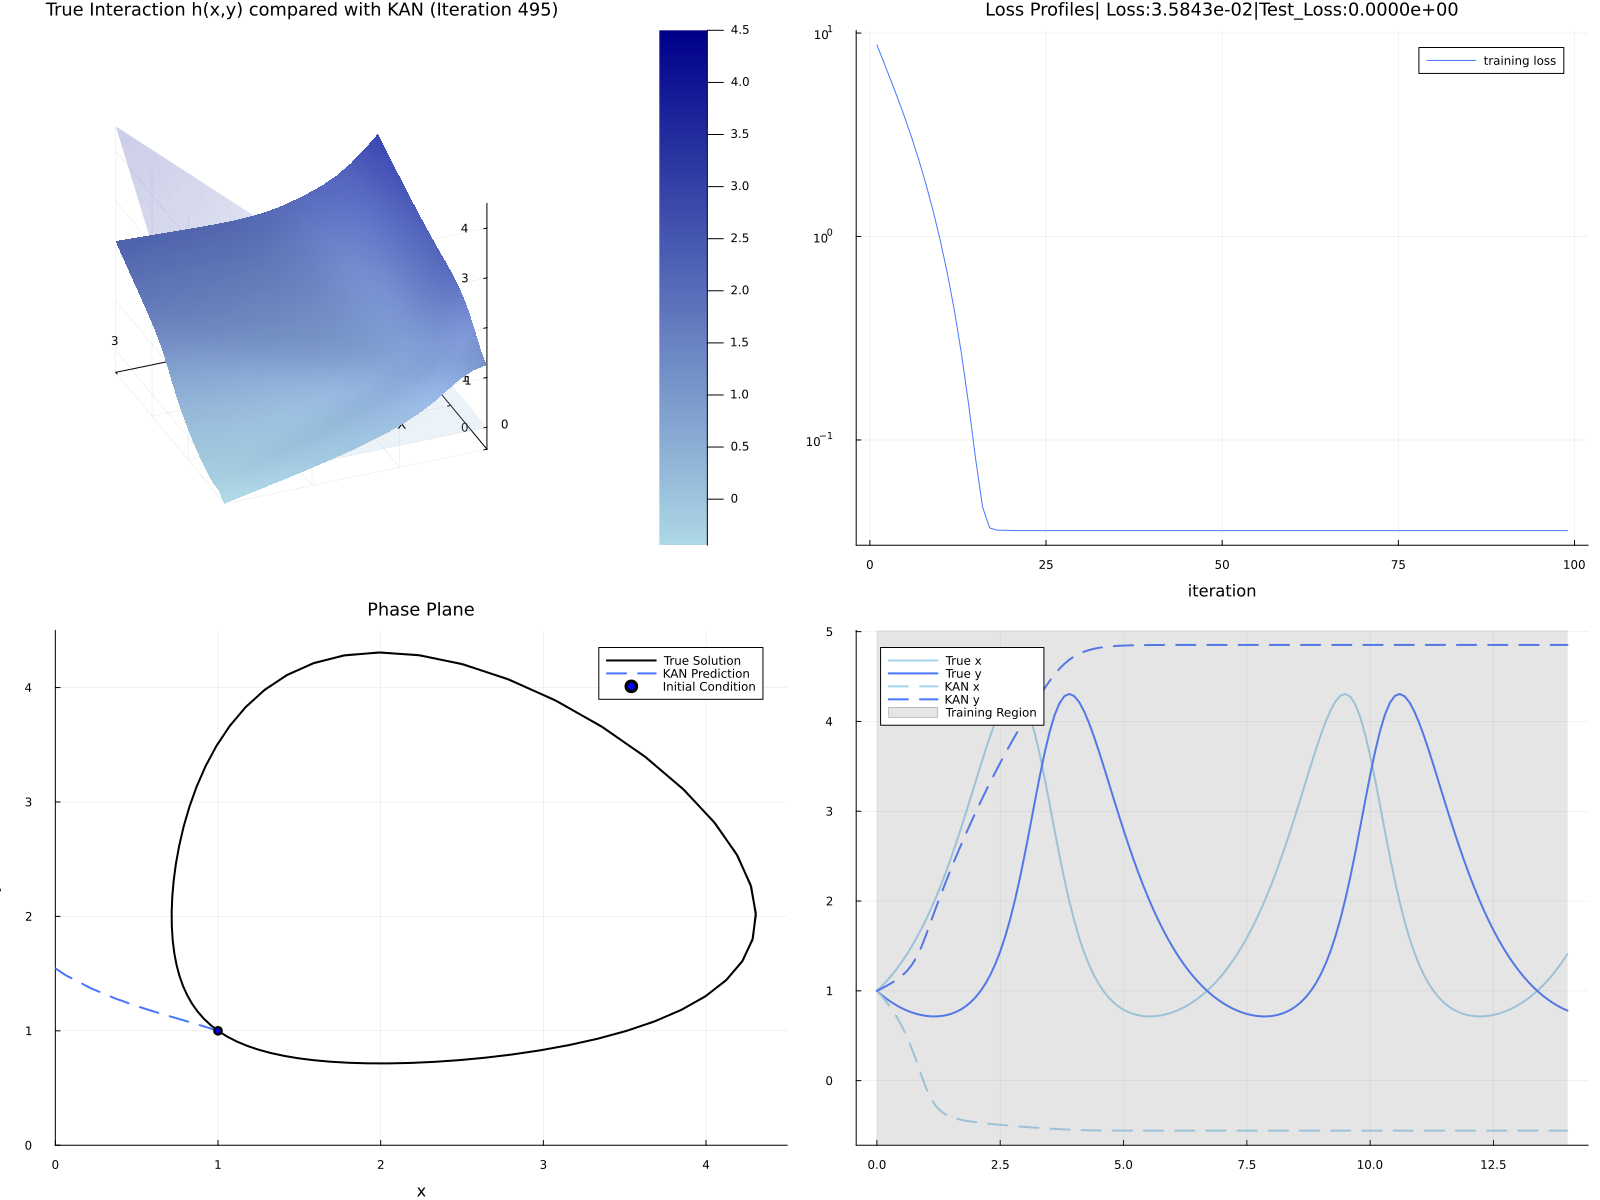 True Interaction h(x,y) compared with KAN (Iteration 495)
4.5
4.0
3.5
3.0
2.5
2.0
1.5
1.0
0.5
0
4
3
1
0
3
1
0
Loss Profiles| Loss:3.5843e-02|Test_Loss:0.0000e+00
training loss
10¹
10⁰
10⁻¹
0 25 50 75 100
iteration
Phase Plane
True Solution
KAN Prediction
Initial Condition
4
3
2
1
0
0 1 2 3 4
x
True x
True y
KAN x
KAN y
Training Region
5
4
3
2
1
0
0.0 2.5 5.0 7.5 10.0 12.5